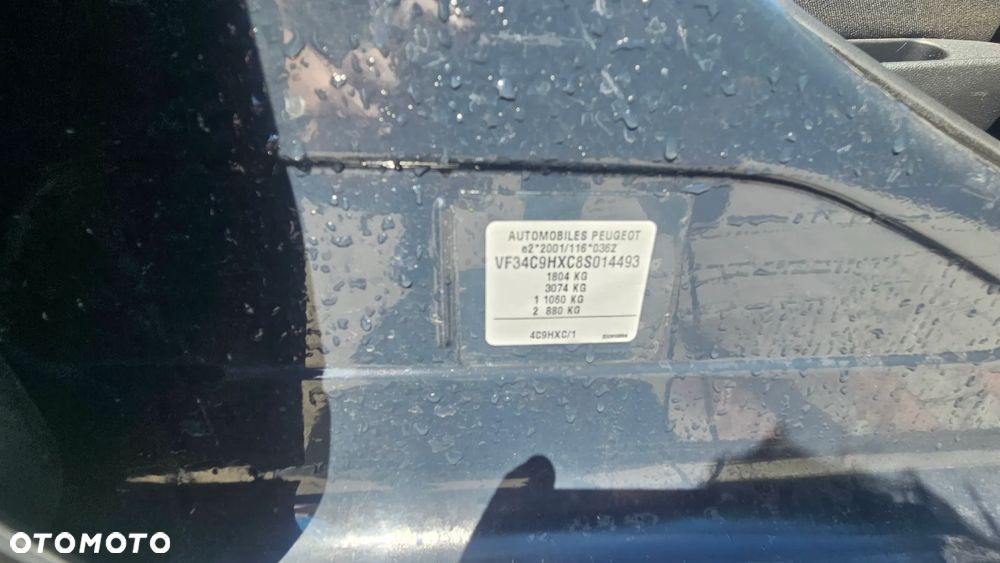 AUTOMOBILES PEUGEOT
e2*2001/116*036Z
VF34C9HXC8S014493
1804 KG
3074 KG
1 1060 KG
2 880 KG
4C9HXC/1
OTOMOTO